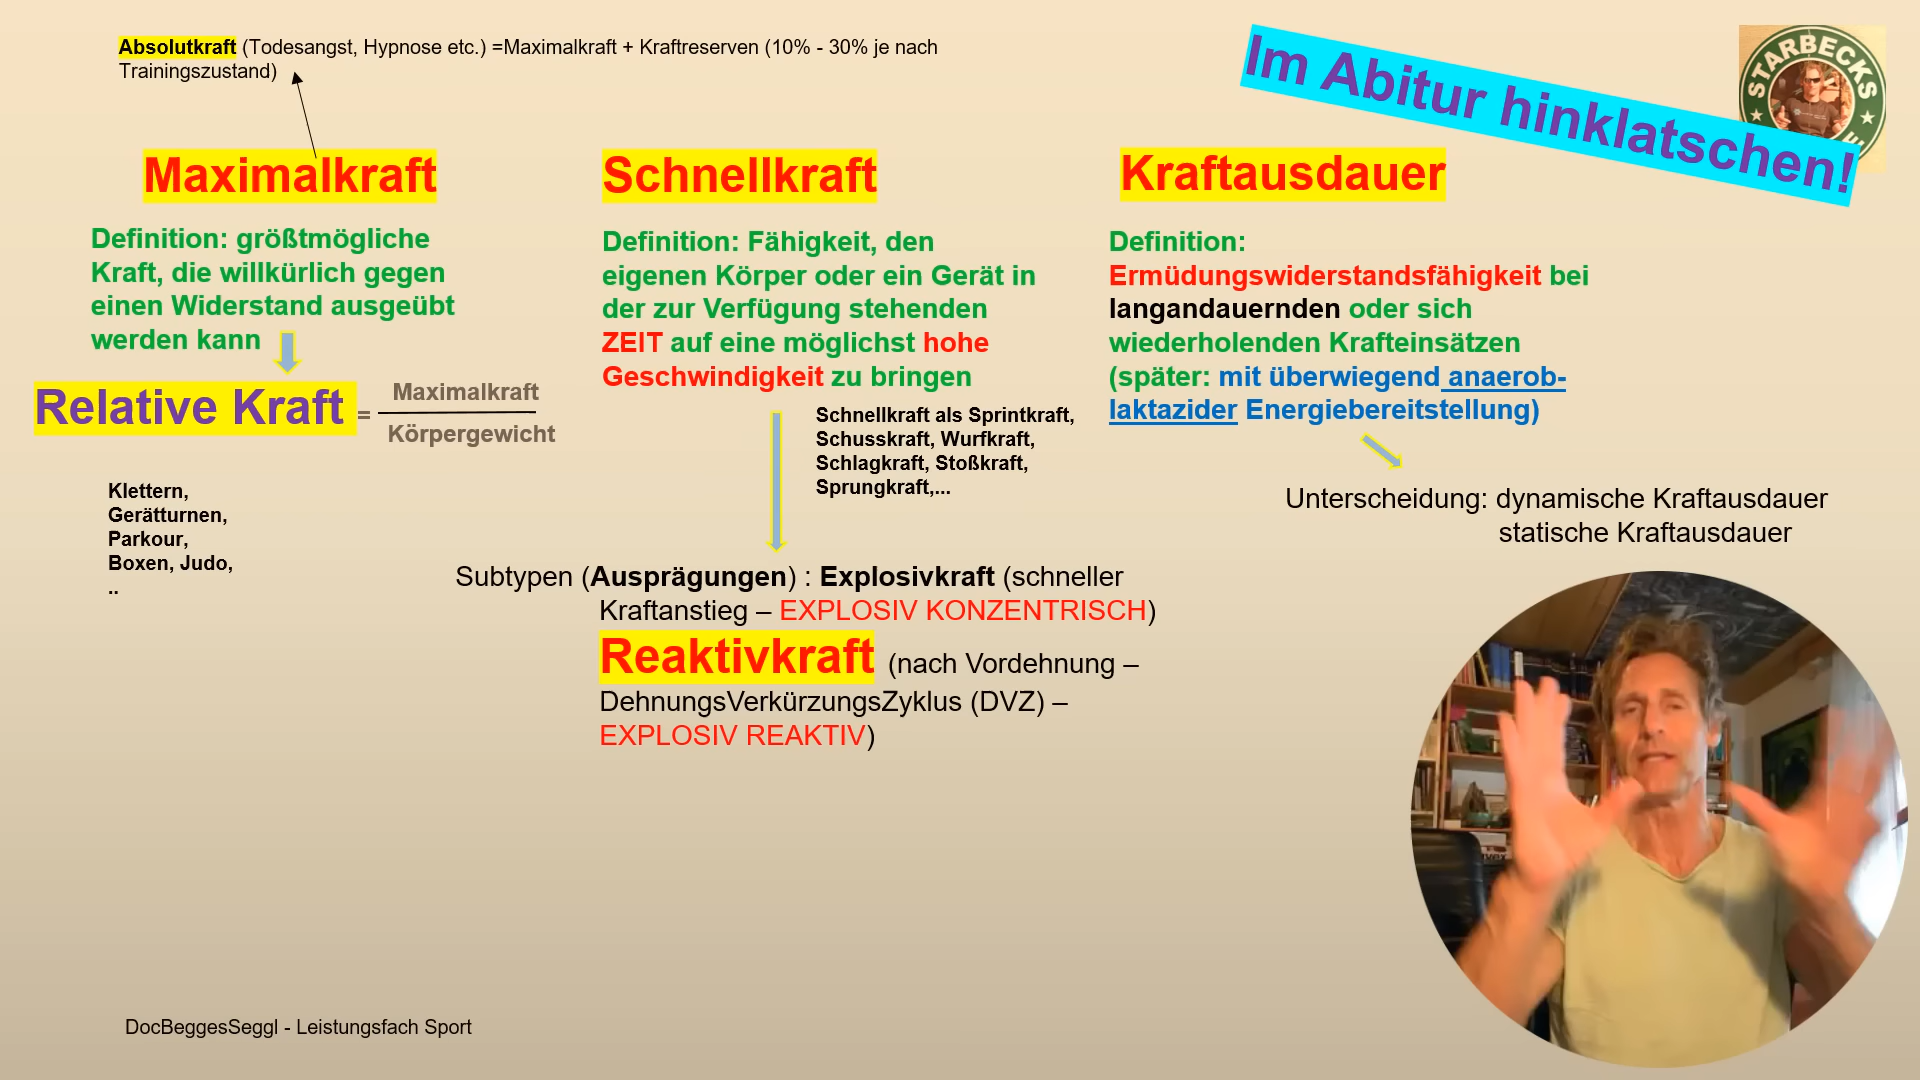 Absolutkraft (Todesangst, Hypnose etc.) =Maximalkraft + Kraftreserven (10% - 30% je nach
Trainingszustand)
Im Abitur hinklatschen!
STARBECKS
Maximalkraft
Definition: größtmögliche
Kraft, die willkürlich gegen
einen Widerstand ausgeübt
werden kann
Relative Kraft =
Maximalkraft
Körpergewicht
Klettern,
Gerätturnen,
Parkour,
Boxen, Judo,
..
Schnellkraft
Definition: Fähigkeit, den
eigenen Körper oder ein Gerät in
der zur Verfügung stehenden
ZEIT auf eine möglichst hohe
Geschwindigkeit zu bringen
Schnellkraft als Sprintkraft,
Schusskraft, Wurfkraft,
Schlagkraft, Stoßkraft,
Sprungkraft,...
Subtypen (Ausprägungen) : Explosivkraft (schneller
Kraftanstieg – EXPLOSIV KONZENTRISCH)
Reaktivkraft (nach Vordehnung –
DehnungsVerkürzungsZyklus (DVZ) –
EXPLOSIV REAKTIV)
Kraftausdauer
Definition:
Ermüdungswiderstandsfähigkeit bei
langandauernden oder sich
wiederholenden Krafteinsätzen
(später: mit überwiegend anaerob-
laktazider Energiebereitstellung)
Unterscheidung: dynamische Kraftausdauer
statische Kraftausdauer
DocBeggesSeggl - Leistungsfach Sport